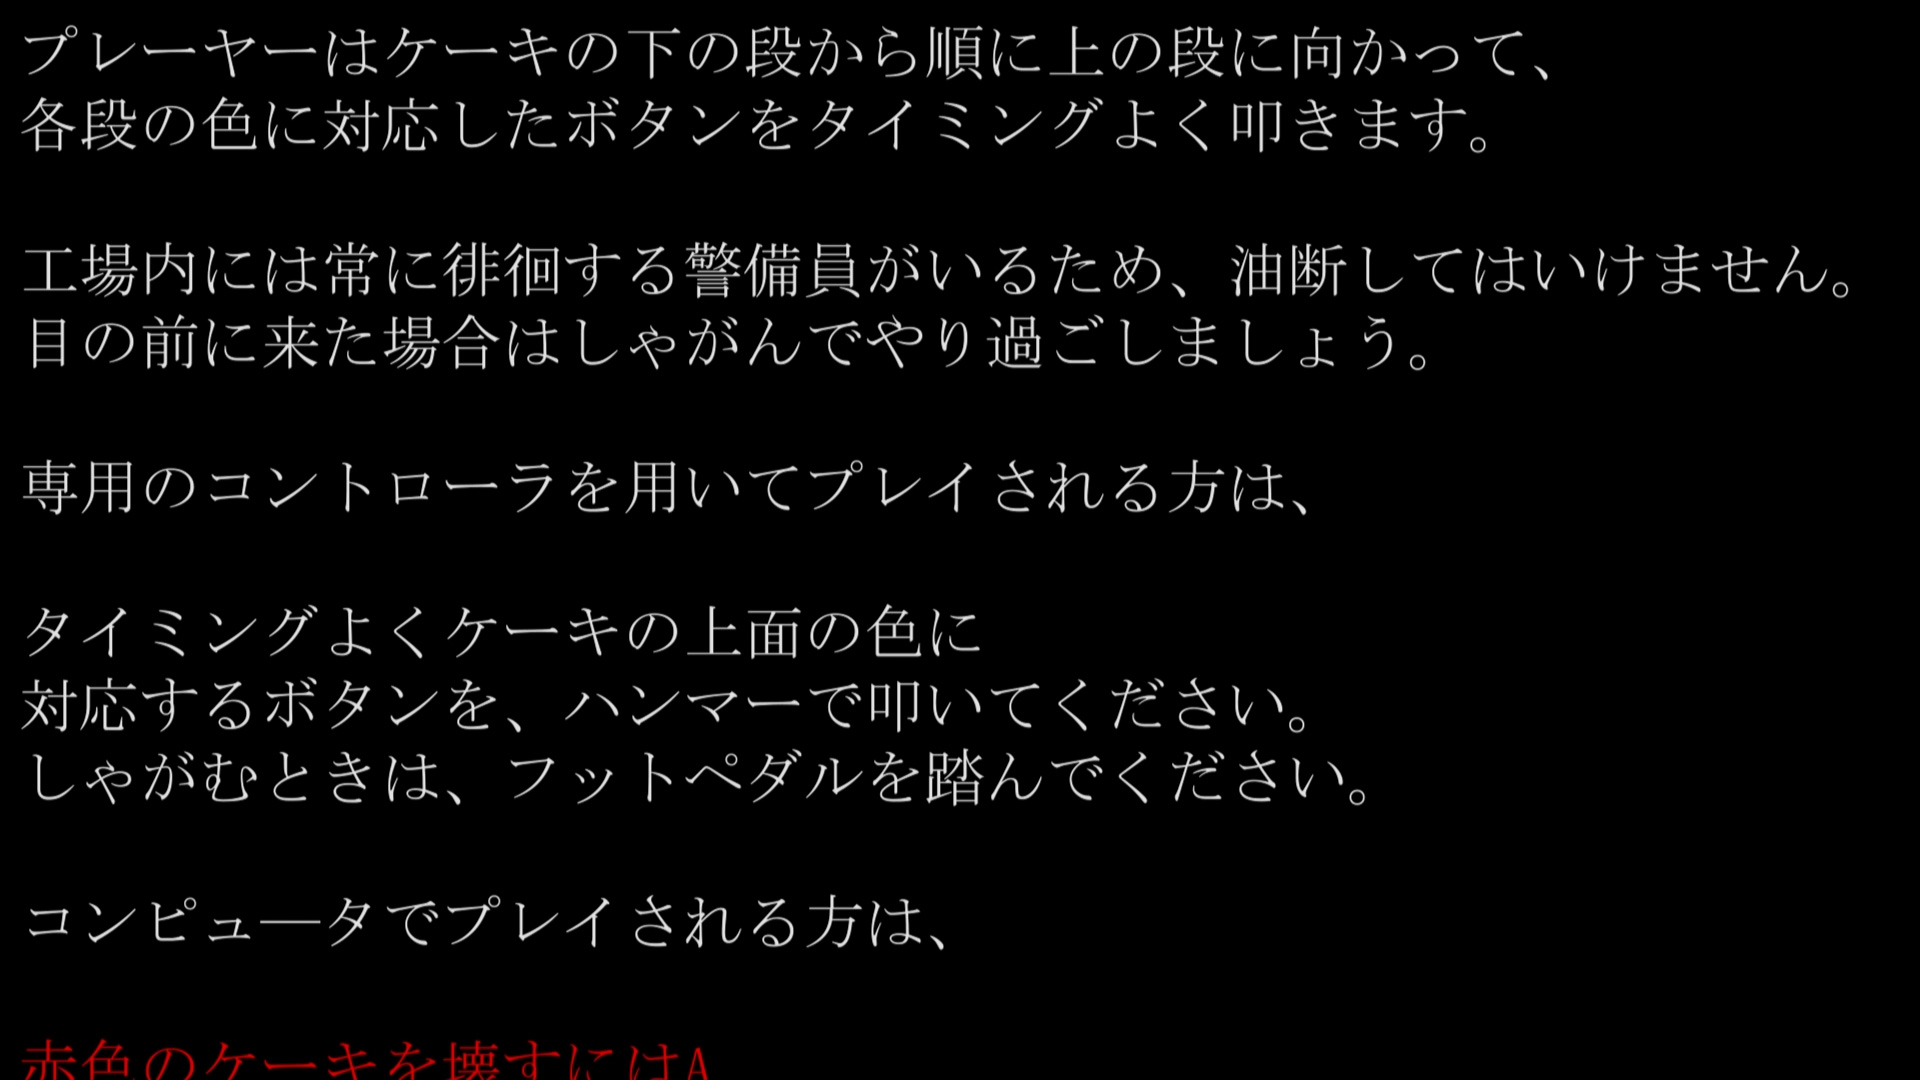 プレーヤーはケーキの下の段から順に上の段に向かって、
各段の色に対応したボタンをタイミングよく叩きます。
工場内には常に徘徊する警備員がいるため、油断してはいけません。
目の前に来た場合はしゃがんでやり過ごしましょう。
専用のコントローラを用いてプレイされる方は、
タイミングよくケーキの上面の色に
対応するボタンを、ハンマーで叩いてください。
しゃがむときは、フットペダルを踏んでください。
コンピュ―タでプレイされる方は、
赤色のケーキを壊すにはA